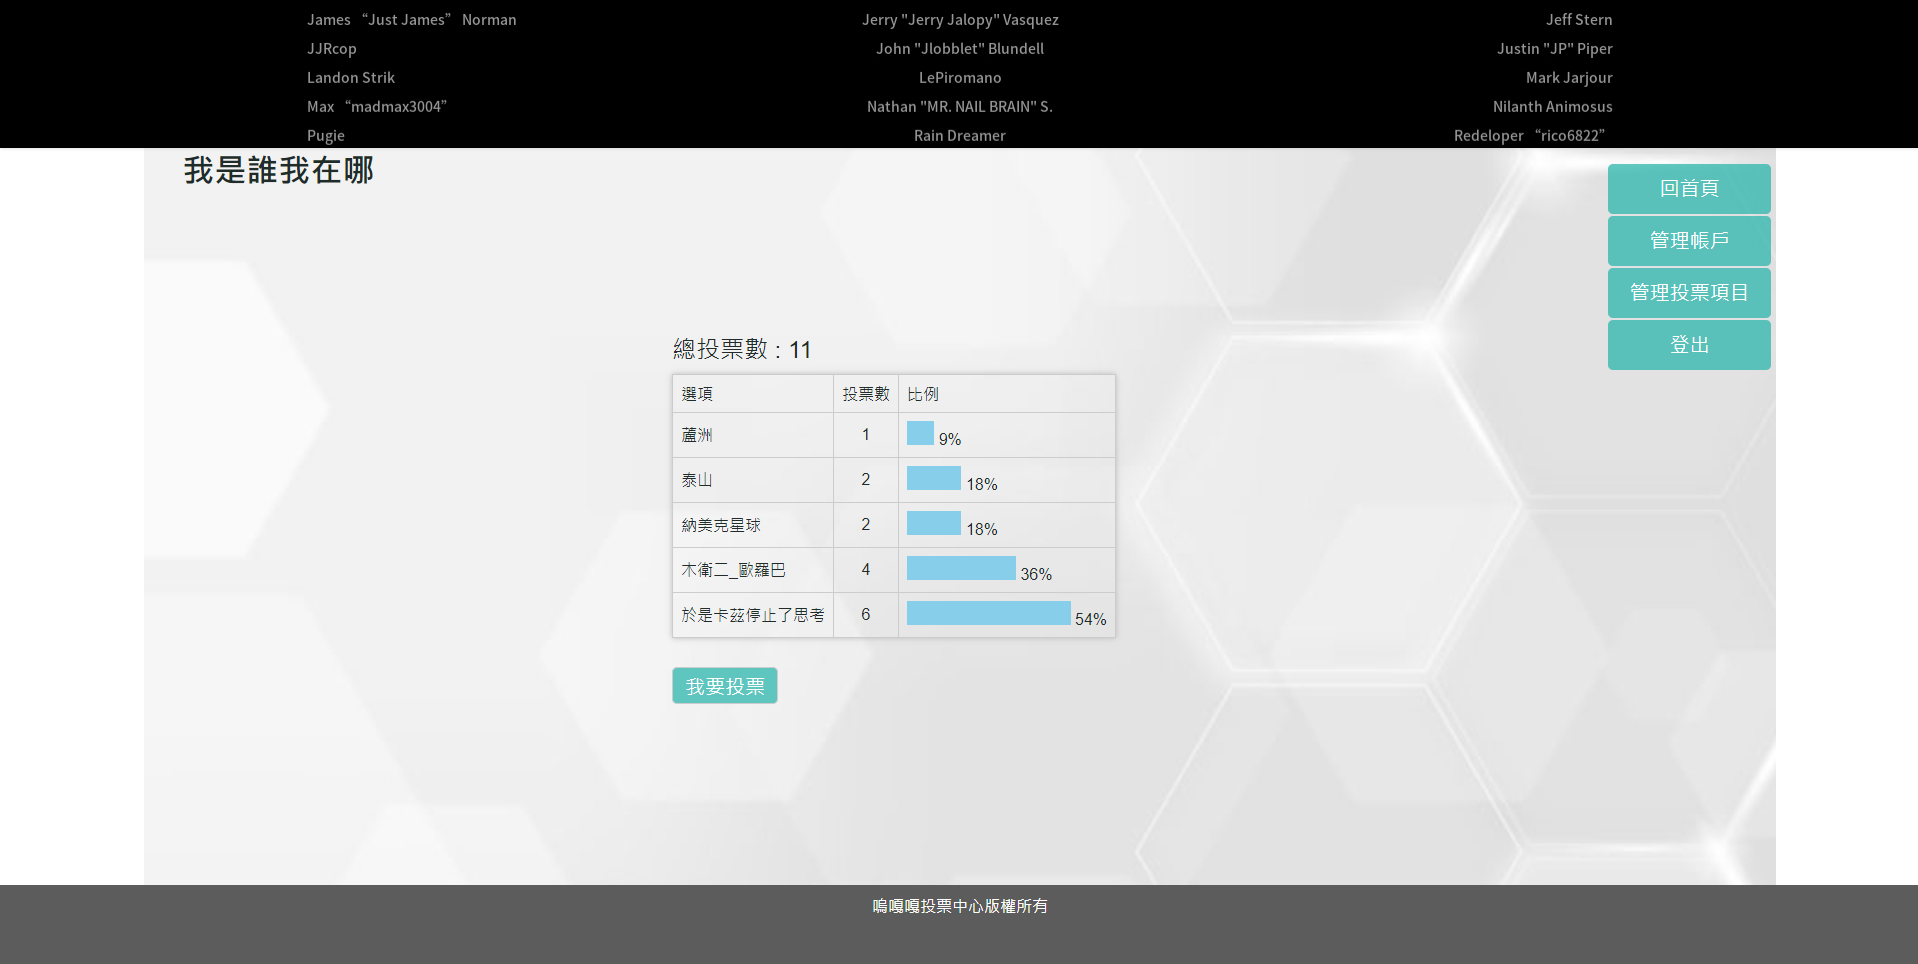 James “Just James” Norman Jerry "Jerry Jalopy" Vasquez Jeff Stern
JJRcop John "Jlobblet" Blundell Justin "JP" Piper
Landon Strik LePiromano Mark Jarjour
Max “madmax3004” Nathan "MR. NAIL BRAIN" S. Nilanth Animosus
Pugie Rain Dreamer Redeloper “rico6822”
我是誰我在哪
回首頁
管理帳戶
管理投票項目
登出
總投票數 : 11
選項 投票數 比例
蘆洲 1 9%
泰山 2 18%
納美克星球 2 18%
木衛二_歐羅巴 4 36%
於是卡茲停止了思考 6 54%
我要投票
嗚嘎嘎投票中心版權所有